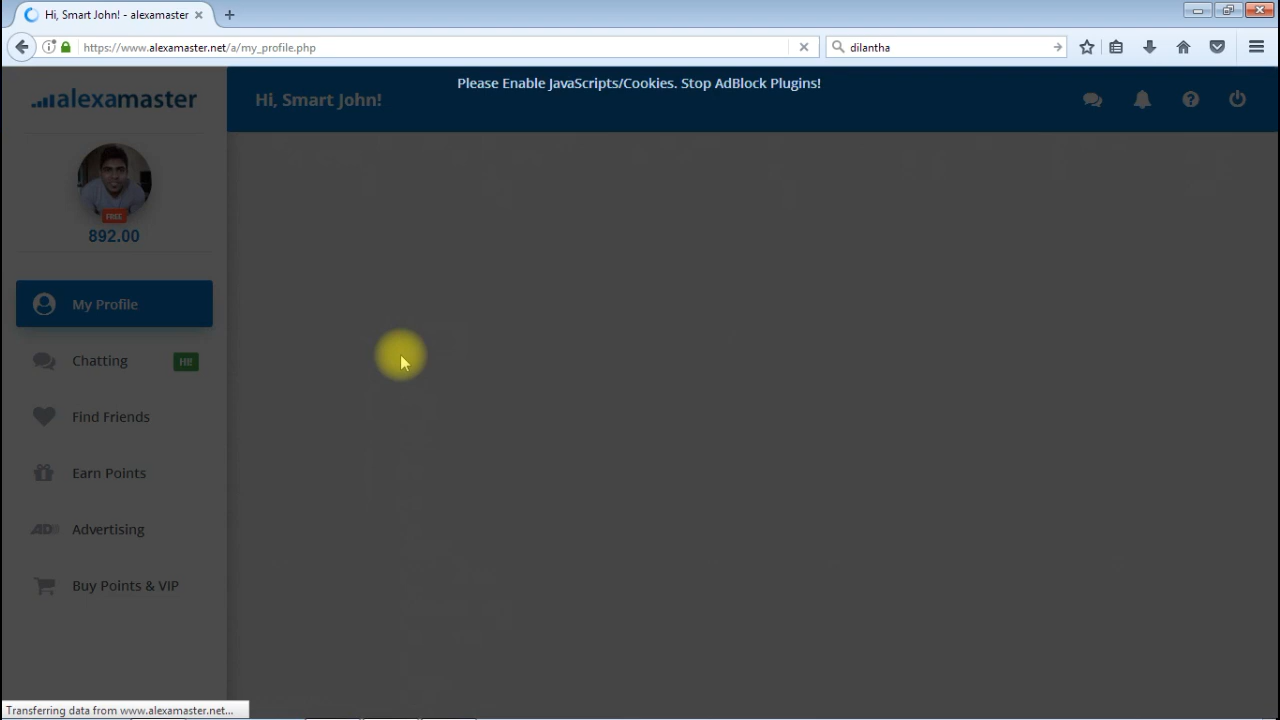 Hi, Smart John! - alexamaster
https://www.alexamaster.net/a/my_profile.php
dilantha
Please Enable JavaScripts/Cookies. Stop AdBlock Plugins!
alexamaster
Hi, Smart John!
FREE
892.00
My Profile
Chatting
HI!
Find Friends
Earn Points
AD
Advertising
Buy Points & VIP
Transferring data from www.alexamaster.net...